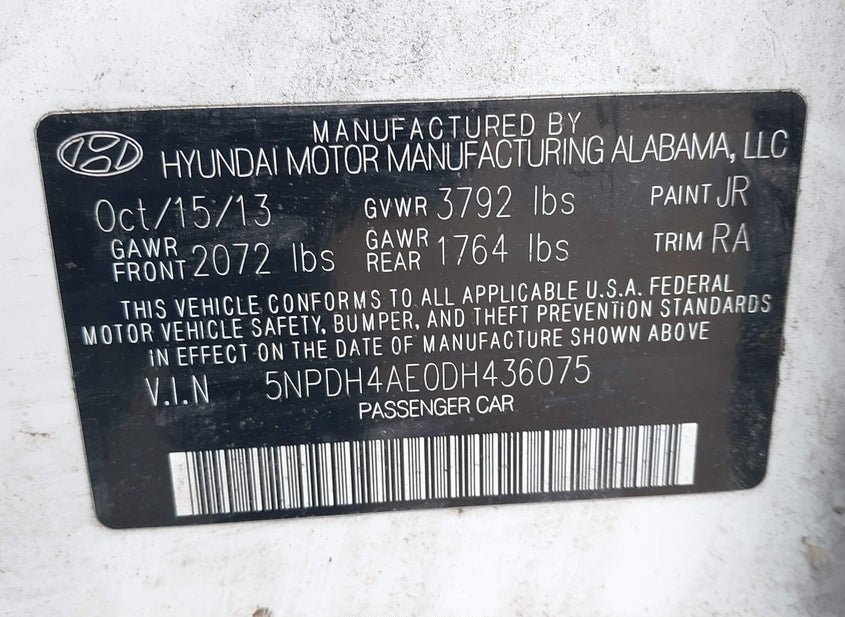 MANUFACTURED BY
HYUNDAI MOTOR MANUFACTURING ALABAMA, LLC
Oct/15/13 GVWR 3792 lbs PAINT JR
GAWR FRONT 2072 lbs GAWR REAR 1764 lbs TRIM RA
THIS VEHICLE CONFORMS TO ALL APPLICABLE U.S.A. FEDERAL
MOTOR VEHICLE SAFETY, BUMPER, AND THEFT PREVENTION STANDARDS
IN EFFECT ON THE DATE OF MANUFACTURE SHOWN ABOVE
V.I.N 5NPDH4AE0DH436075
PASSENGER CAR